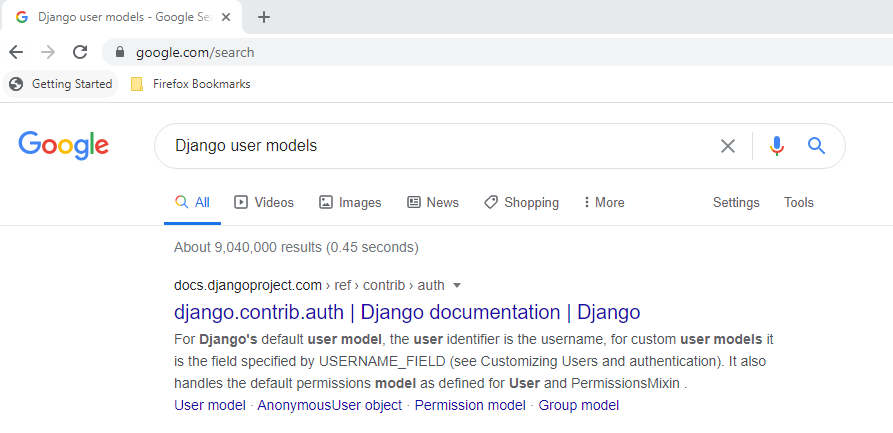 Django user models - Google Se
google.com/search
Getting Started Firefox Bookmarks
Google
Django user models
All Videos Images News Shopping More Settings Tools
About 9,040,000 results (0.45 seconds)
docs.djangoproject.com › ref › contrib › auth
django.contrib.auth | Django documentation | Django
For Django's default user model, the user identifier is the username, for custom user models it
is the field specified by USERNAME_FIELD (see Customizing Users and authentication). It also
handles the default permissions model as defined for User and PermissionsMixin .
User model · AnonymousUser object · Permission model · Group model